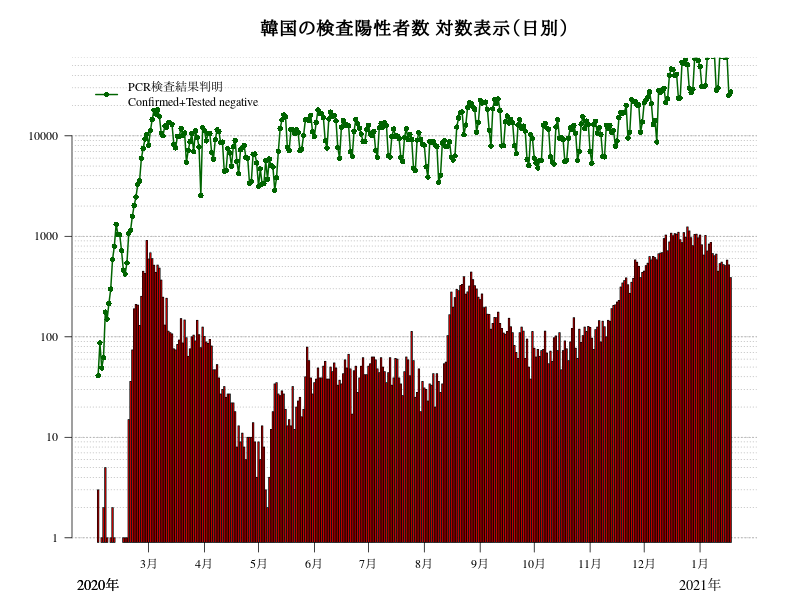 韓国の検査陽性者数 対数表示（日別）
PCR検査結果判明
Confirmed+Tested negative
10000
1000
100
10
1
3月 4月 5月 6月 7月 8月 9月 10月 11月 12月 1月
2020年 2021年